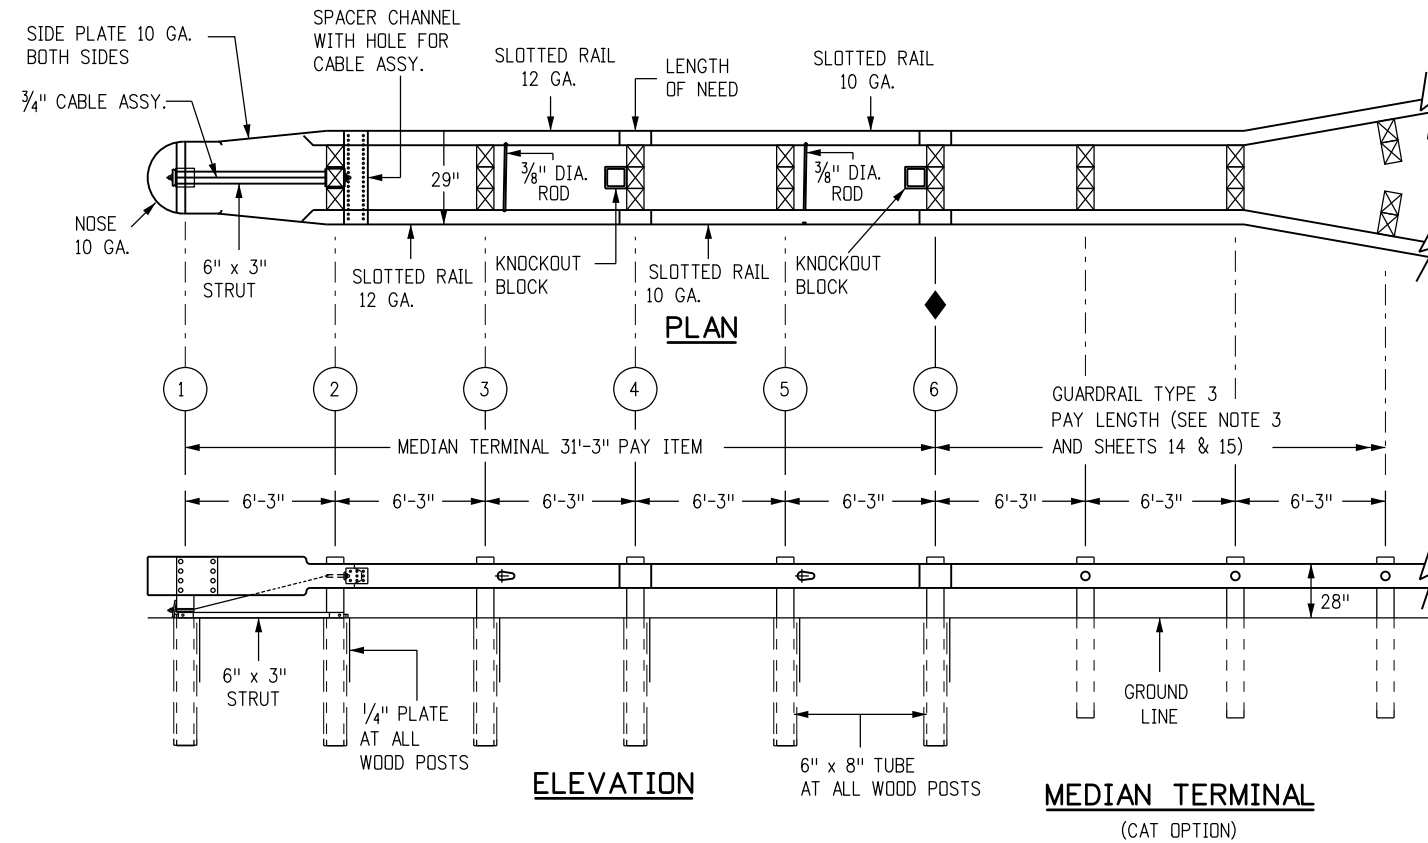 SIDE PLATE 10 GA.
BOTH SIDES
3/4" CABLE ASSY.
SPACER CHANNEL
WITH HOLE FOR
CABLE ASSY.
SLOTTED RAIL
12 GA.
LENGTH
OF NEED
SLOTTED RAIL
10 GA.
29"
3/8" DIA.
ROD
3/8" DIA.
ROD
NOSE
10 GA.
6" x 3"
STRUT
SLOTTED RAIL
12 GA.
KNOCKOUT
BLOCK
SLOTTED RAIL
10 GA.
KNOCKOUT
BLOCK
PLAN
1 2 3 4 5 6
GUARDRAIL TYPE 3
PAY LENGTH (SEE NOTE 3
AND SHEETS 14 & 15)
MEDIAN TERMINAL 31'-3" PAY ITEM
6'-3" 6'-3" 6'-3" 6'-3" 6'-3" 6'-3" 6'-3" 6'-3"
28"
6" x 3"
STRUT
1/4" PLATE
AT ALL
WOOD POSTS
GROUND
LINE
6" x 8" TUBE
AT ALL WOOD POSTS
ELEVATION
MEDIAN TERMINAL
(CAT OPTION)